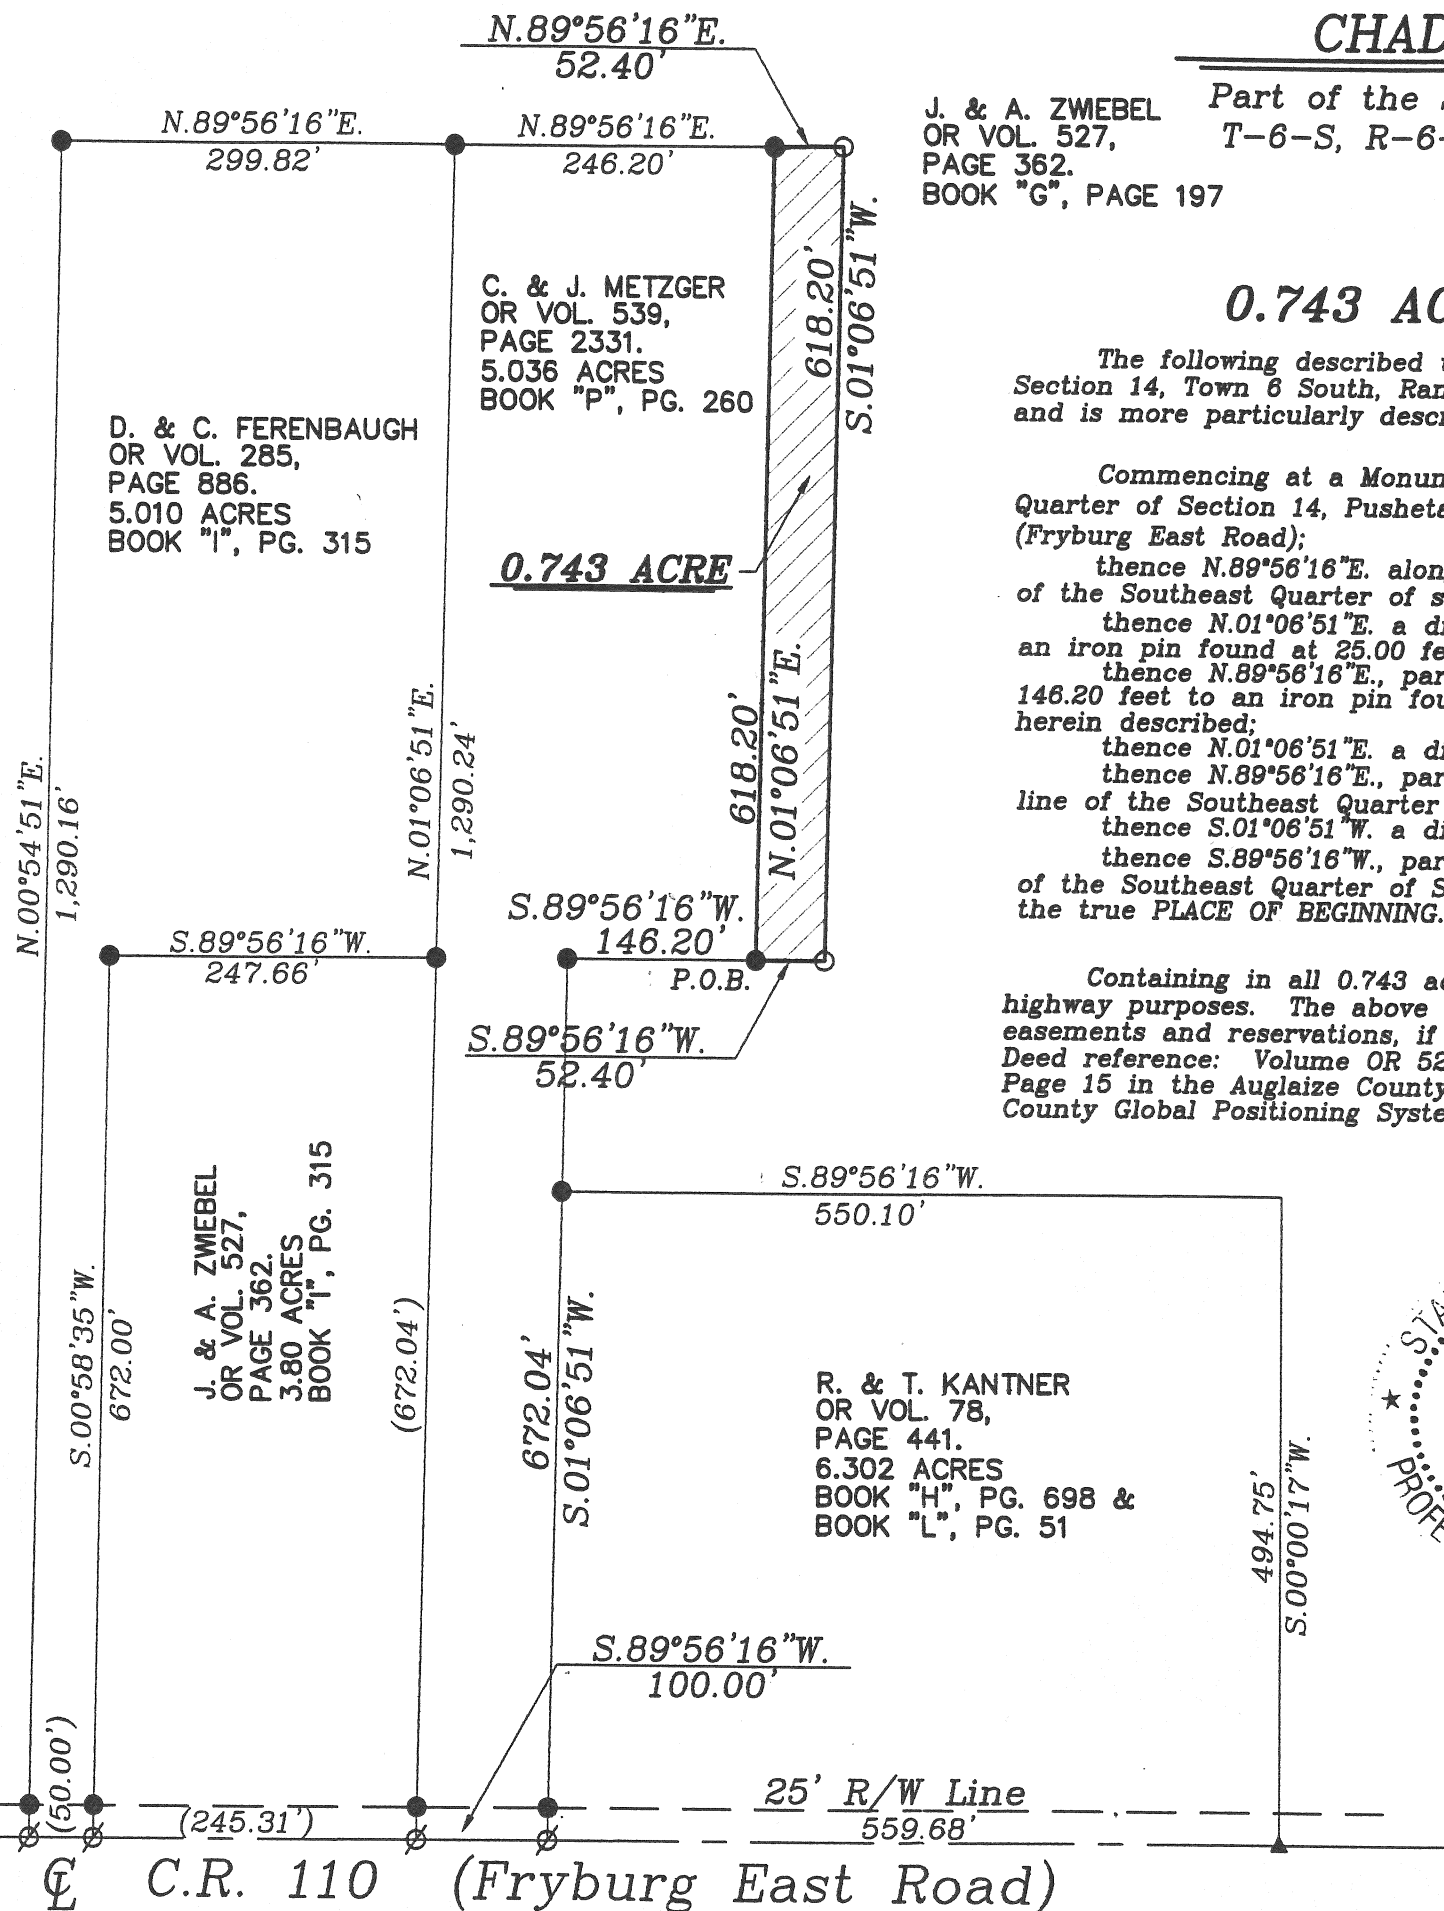 N.89°56'16"E.
52.40'
CHAD
Part of the
T-6-S, R-6-
J. & A. ZWIEBEL
OR VOL. 527,
PAGE 362.
BOOK "G", PAGE 197
N.89°56'16"E.
299.82'
N.89°56'16"E.
246.20'
618.20'
S.01°06'51"W.
C. & J. METZGER
OR VOL. 539,
PAGE 2331.
5.036 ACRES
BOOK "P", PG. 260
D. & C. FERENBAUGH
OR VOL. 285,
PAGE 886.
5.010 ACRES
BOOK "I", PG. 315
0.743 ACRE
0.743 AC
The following described
Section 14, Town 6 South, Ran
and is more particularly descr
Commencing at a Monum
Quarter of Section 14, Pusheta
(Fryburg East Road);
thence N.89°56'16"E. alon
of the Southeast Quarter of s
thence N.01°06'51"E. a di
an iron pin found at 25.00 fe
thence N.89°56'16"E., par
146.20 feet to an iron pin fou
herein described;
thence N.01°06'51"E. a di
thence N.89°56'16"E., par
line of the Southeast Quarter
thence S.01°06'51"W. a di
thence S.89°56'16"W., par
of the Southeast Quarter of S
the true PLACE OF BEGINNING.
Containing in all 0.743 ac
highway purposes. The above
easements and reservations, if
Deed reference: Volume OR 52
Page 15 in the Auglaize County
County Global Positioning Syste
N.00°54'51"E.
1,290.16'
N.01°06'51"E.
1,290.24'
618.20'
N.01°06'51"E.
S.89°56'16"W.
247.66'
S.89°56'16"W.
146.20'
P.O.B.
S.89°56'16"W.
52.40'
S.89°56'16"W.
550.10'
J. & A. ZWIEBEL
OR VOL. 527,
PAGE 362.
3.80 ACRES
BOOK "I", PG. 315
S.00°58'35"W.
672.00'
(672.04')
672.04'
S.01°06'51"W.
R. & T. KANTNER
OR VOL. 78,
PAGE 441.
6.302 ACRES
BOOK "H", PG. 698 &
BOOK "L", PG. 51
494.75'
S.00°00'17"W.
STA
PROFE
S.89°56'16"W.
100.00'
(50.00')
(245.31')
25' R/W Line
559.68'
℄ C.R. 110 (Fryburg East Road)